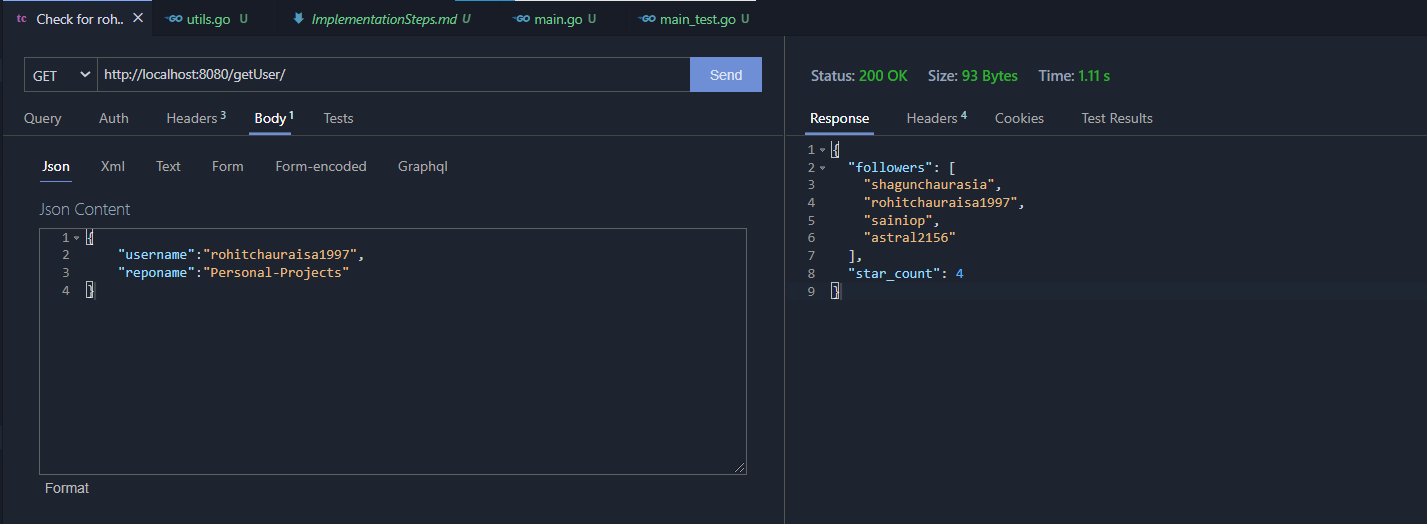 tc Check for roh.. × GO utils.go U ImplementationSteps.md U GO main.go U GO main_test.go U
GET http://localhost:8080/getUser/ Send
Query Auth Headers 3 Body 1 Tests
Json Xml Text Form Form-encoded Graphql
Json Content
1 {
2 "username":"rohitchauraisa1997",
3 "reponame":"Personal-Projects"
4 }
Format
Status: 200 OK Size: 93 Bytes Time: 1.11 s
Response Headers 4 Cookies Test Results
1 {
2 "followers": [
3 "shagunchaurasia",
4 "rohitchauraisa1997",
5 "sainiop",
6 "astral2156"
7 ],
8 "star_count": 4
9 }